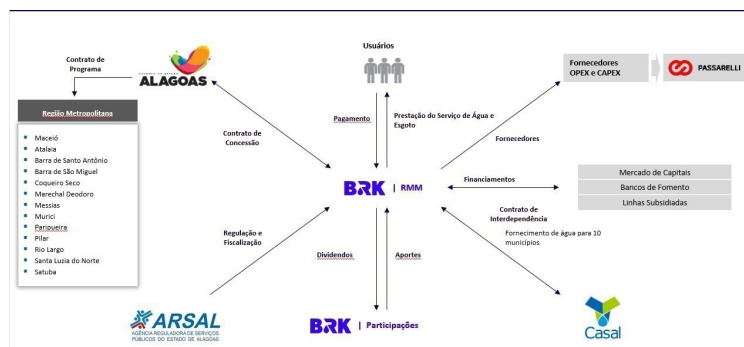 Contrato de
Programa
ALAGOAS
Região Metropolitana
Maceió
Atalaia
Barra de Santo Antônio
Barra de São Miguel
Coqueiro Seco
Marechal Deodoro
Messias
Murici
Paripueira
Pilar
Rio Largo
Santa Luzia do Norte
Satuba
Usuários
Fornecedores
OPEX e CAPEX
PASSARELLI
Contrato de
Concessão
Pagamento
Prestação do Serviço de Água e
Esgoto
Fornecedores
BRK | RMM
Financiamentos
Mercado de Capitais
Bancos de Fomento
Linhas Subsidiadas
Contrato de
Interdependência
Fornecimento de água para 10
municípios
Regulação e
Fiscalização
Dividendos
Aportes
ARSAL
AGÊNCIA REGULADORA DE SERVIÇOS
PÚBLICOS DO ESTADO DE ALAGOAS
BRK | Participações
Casal